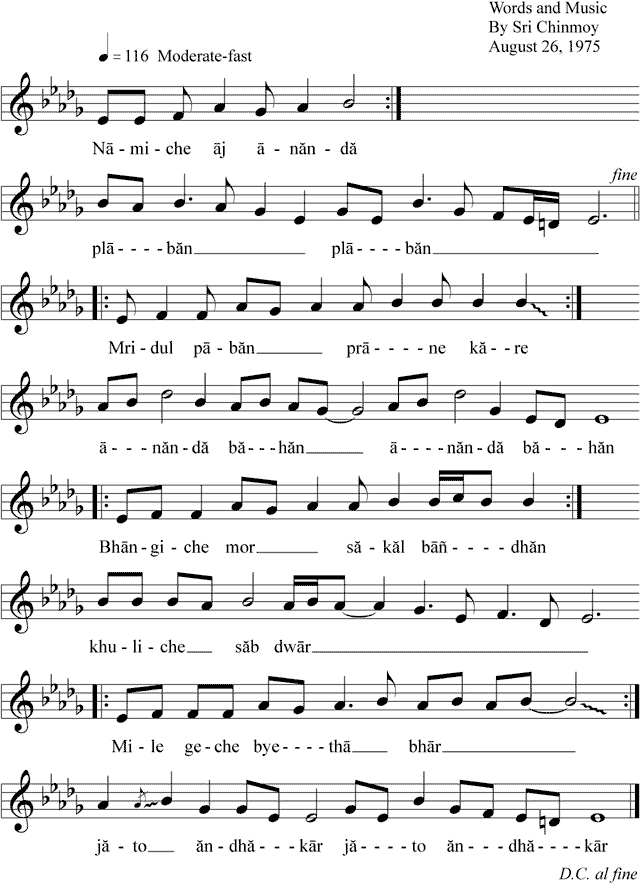 Words and Music
By Sri Chinmoy
August 26, 1975
♩ = 116 Moderate-fast
Nā - mi - che āj ā - năn - dă
fine
plā - - - - băn plā - - - - băn
Mri - dul pā - băn prā - - - - ne kă - re
ā - - - năn - dă bă - hăn ā - - - năn - dă bă - hăn
Bhān - gi - che mor să - kăl bāñ - - - - dhăn
khu - li - che săb dwār
Mi - le ge - che bye - - - - thā bhār
jă - to ăn - dhă - - - kār jă - - - - to ăn - dhă - - - kār
D.C. al fine